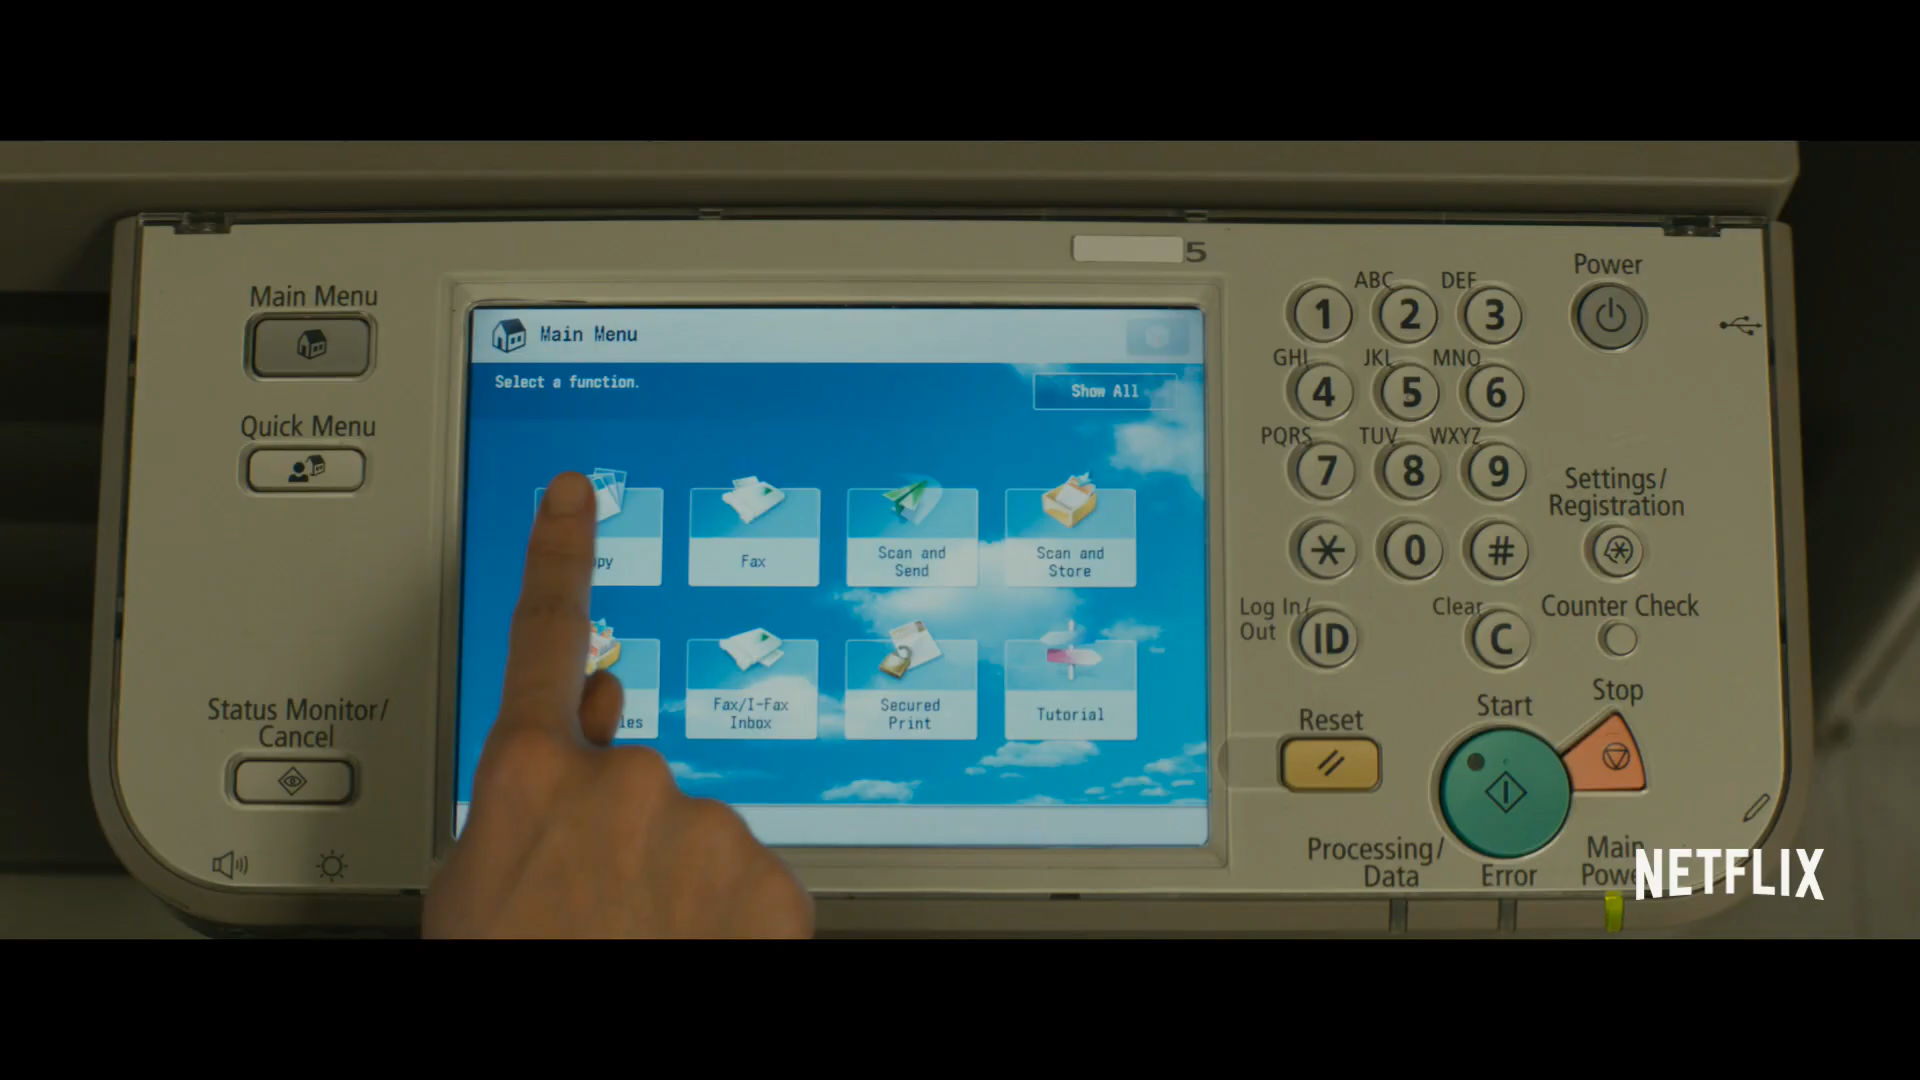 5
Main Menu
Quick Menu
Status Monitor/
Cancel
Main Menu
Select a function.
Show All
Fax
Scan and
Send
Scan and
Store
Fax/I-Fax
Inbox
Secured
Print
Tutorial
ABC DEF
1 2 3
GHI JKL MNO
4 5 6
PQRS TUV WXYZ
7 8 9
* 0 #
Log In/
Out
ID
Clear
C
Power
Settings/
Registration
Counter Check
Reset
Start
Stop
Processing/
Data
Error
Main
NETFLIX